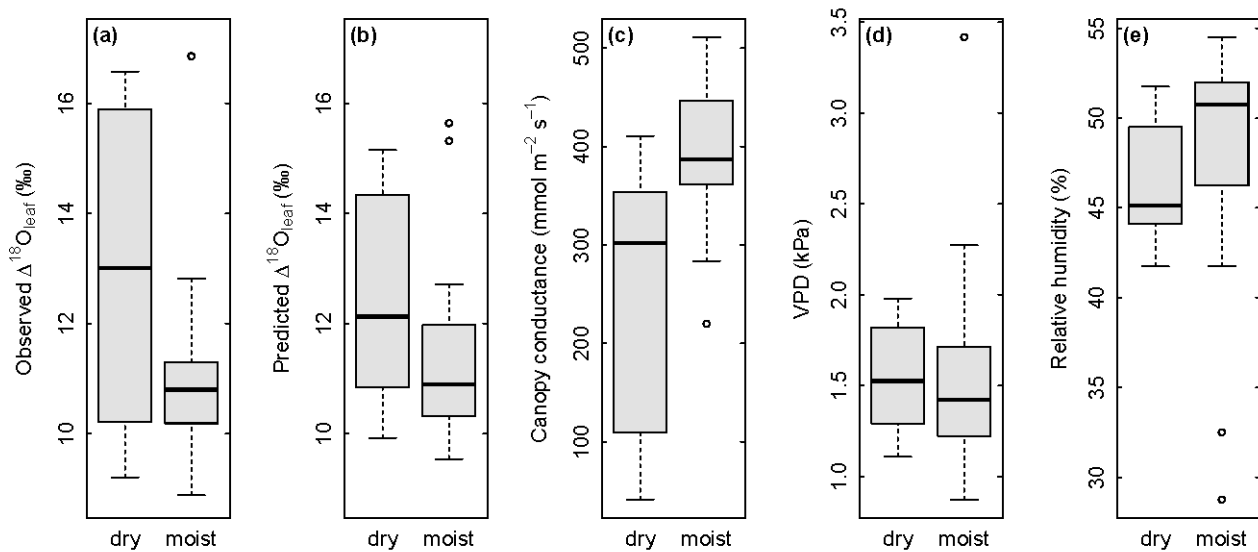 (a)
Observed Δ¹⁸O_leaf (‰)
16
14
12
10
dry moist
(b)
Predicted Δ¹⁸O_leaf (‰)
16
14
12
10
dry moist
(c)
Canopy conductance (mmol m⁻² s⁻¹)
500
400
300
200
100
dry moist
(d)
VPD (kPa)
3.5
3.0
2.5
2.0
1.5
1.0
dry moist
(e)
Relative humidity (%)
55
50
45
40
35
30
dry moist